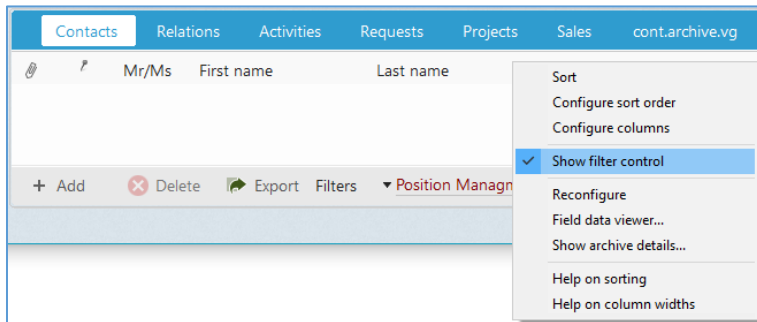 Contacts Relations Activities Requests Projects Sales cont.archive.vg
Mr/Ms First name Last name
+ Add Delete Export Filters Position Managm
Sort
Configure sort order
Configure columns
Show filter control
Reconfigure
Field data viewer...
Show archive details...
Help on sorting
Help on column widths